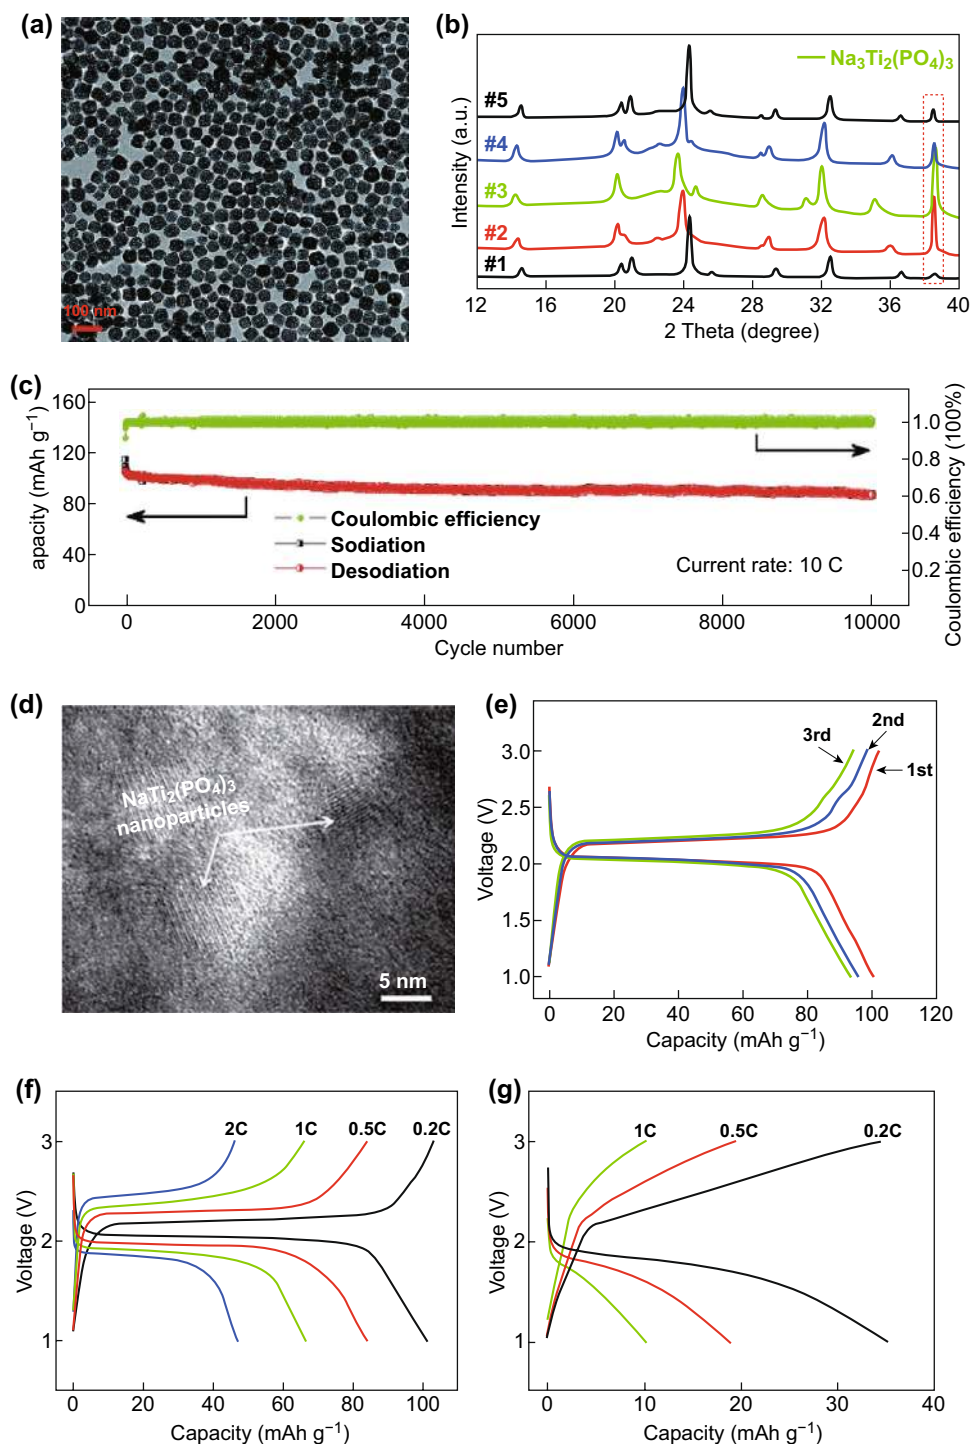 (a)
100 nm
(b)
Na₃Ti₂(PO₄)₃
#5
#4
#3
#2
#1
Intensity (a.u.)
12 16 20 24 28 32 36 40
2 Theta (degree)
(c)
160
120
80
40
0
apacity (mAh g⁻¹)
1.0
0.8
0.6
0.4
0.2
Coulombic efficiency (100%)
Coulombic efficiency
Sodiation
Desodiation
Current rate: 10 C
0 2000 4000 6000 8000 10000
Cycle number
(d)
NaTi₂(PO₄)₃
nanoparticles
5 nm
(e)
3rd
2nd
1st
3.0
2.5
2.0
1.5
1.0
Voltage (V)
0 20 40 60 80 100 120
Capacity (mAh g⁻¹)
(f)
2C 1C 0.5C 0.2C
3
2
1
Voltage (V)
0 20 40 60 80 100
Capacity (mAh g⁻¹)
(g)
1C 0.5C 0.2C
3
2
1
Voltage (V)
0 10 20 30 40
Capacity (mAh g⁻¹)